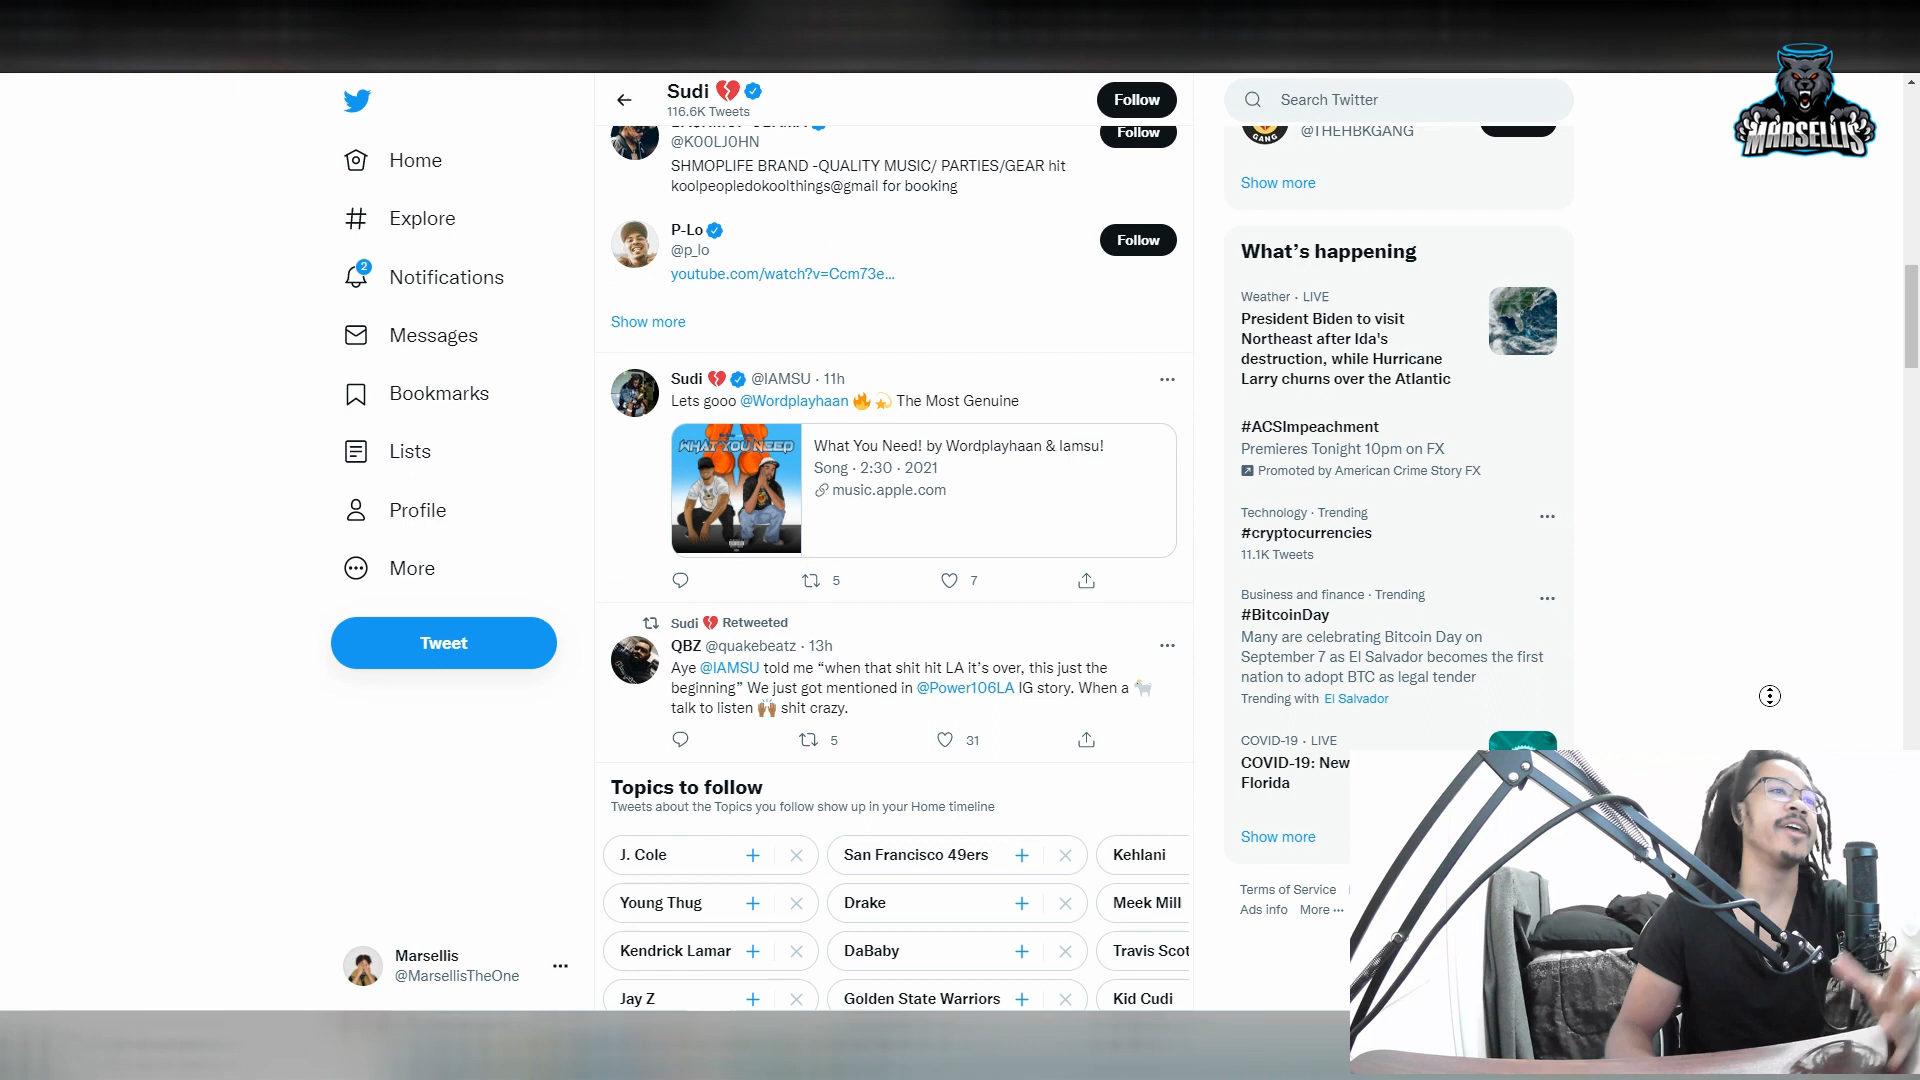 Home
Explore
2
Notifications
Messages
Bookmarks
Lists
Profile
More
Tweet
Marsellis
@MarsellisTheOne
Sudi 💔
116.6K Tweets
Follow
@K00LJ0HN
Follow
SHMOPLIFE BRAND -QUALITY MUSIC/ PARTIES/GEAR hit
koolpeopledokoolthings@gmail for booking
P-Lo
@p_lo
Follow
youtube.com/watch?v=Ccm73e...
Show more
Sudi 💔 @IAMSU · 11h
Lets gooo @Wordplayhaan 🔥💫 The Most Genuine
WHAT YOU NEED
What You Need! by Wordplayhaan & Iamsu!
Song · 2:30 · 2021
music.apple.com
5
7
Sudi 💔 Retweeted
QBZ @quakebeatz · 13h
Aye @IAMSU told me “when that shit hit LA it’s over, this just the
beginning” We just got mentioned in @Power106LA IG story. When a 🐐
talk to listen 🙌🏾 shit crazy.
5
31
Topics to follow
Tweets about the Topics you follow show up in your Home timeline
J. Cole
San Francisco 49ers
Kehlani
Young Thug
Drake
Meek Mill
Kendrick Lamar
DaBaby
Travis Scot
Jay Z
Golden State Warriors
Kid Cudi
Search Twitter
GANG
@THEHBKGANG
Show more
What’s happening
Weather · LIVE
President Biden to visit
Northeast after Ida's
destruction, while Hurricane
Larry churns over the Atlantic
#ACSImpeachment
Premieres Tonight 10pm on FX
Promoted by American Crime Story FX
Technology · Trending
#cryptocurrencies
11.1K Tweets
Business and finance · Trending
#BitcoinDay
Many are celebrating Bitcoin Day on
September 7 as El Salvador becomes the first
nation to adopt BTC as legal tender
Trending with El Salvador
COVID-19 · LIVE
COVID-19: New
Florida
Show more
Terms of Service
Ads info More ···
MARSELLIS